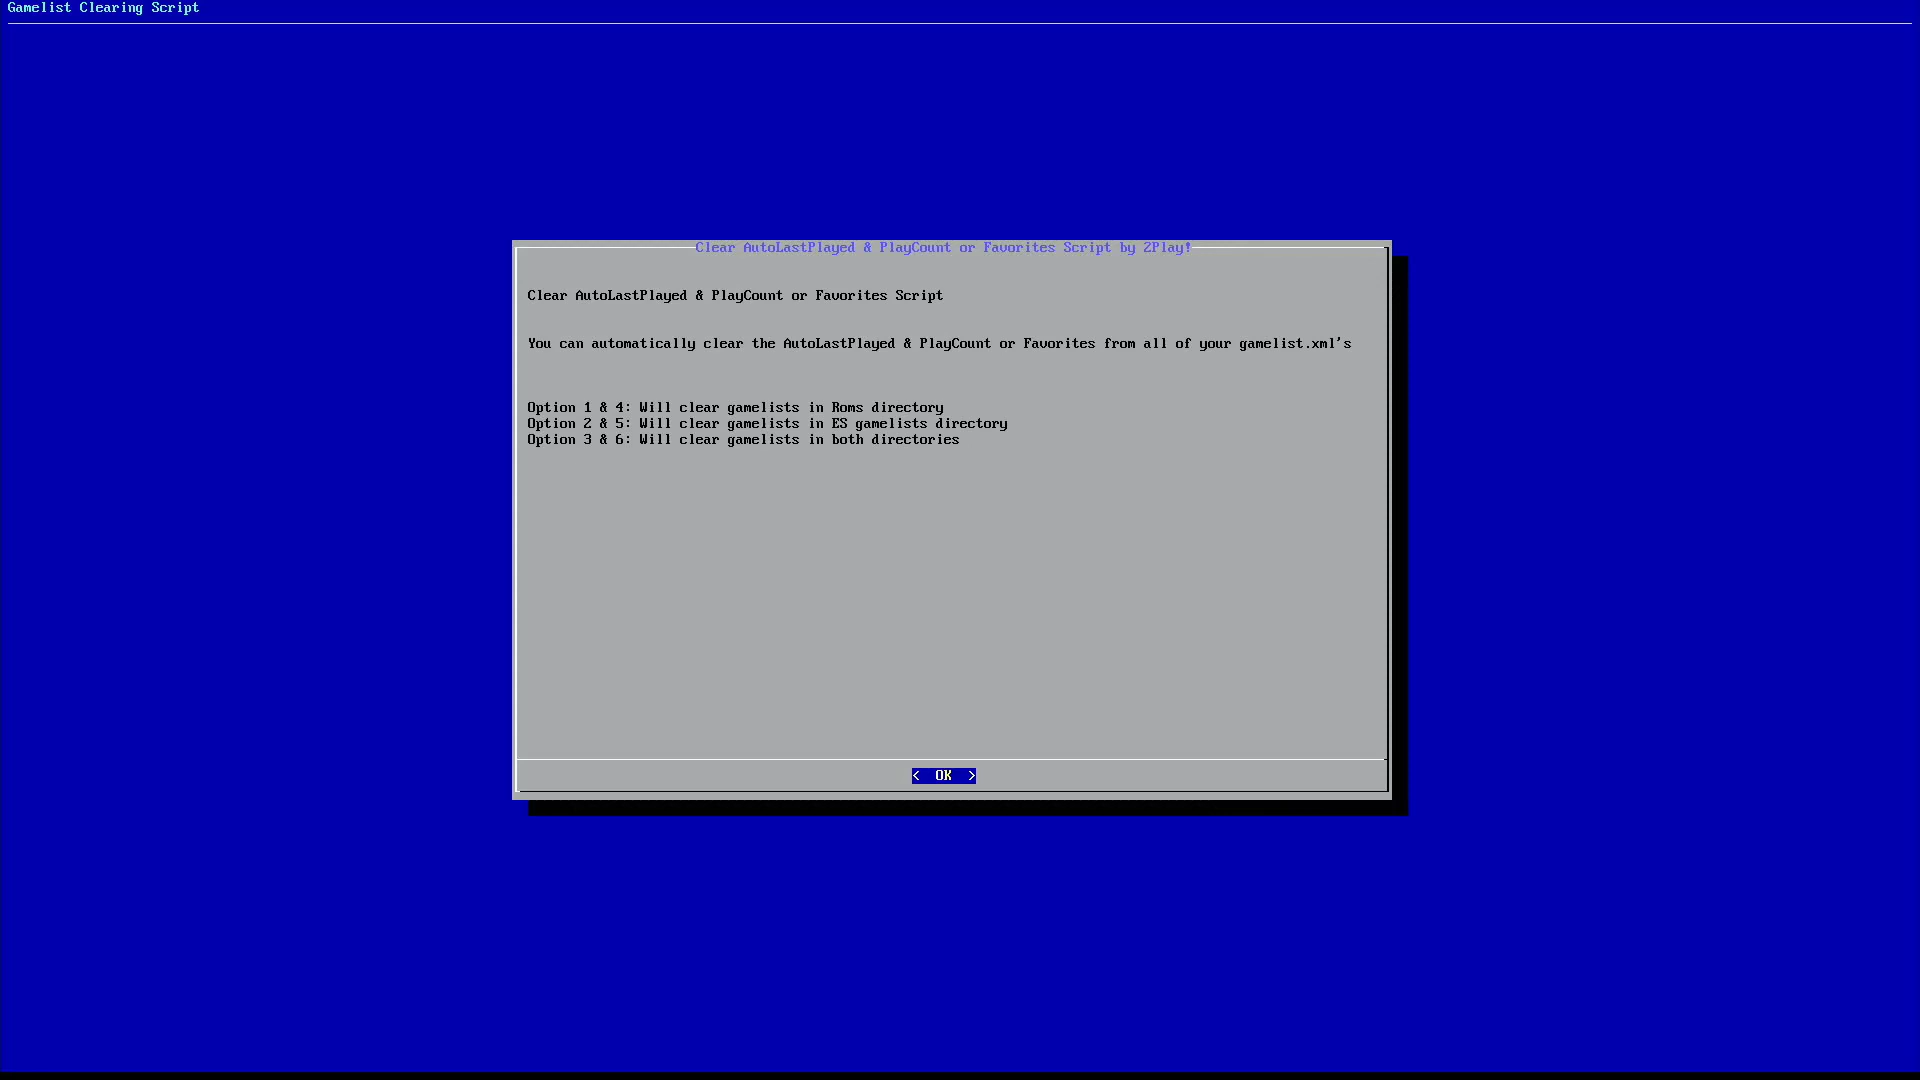 Gamelist Clearing Script
Clear AutoLastPlayed & PlayCount or Favorites Script by 2Play!
Clear AutoLastPlayed & PlayCount or Favorites Script
You can automatically clear the AutoLastPlayed & PlayCount or Favorites from all of your gamelist.xml's
Option 1 & 4: Will clear gamelists in Roms directory
Option 2 & 5: Will clear gamelists in ES gamelists directory
Option 3 & 6: Will clear gamelists in both directories
< OK >